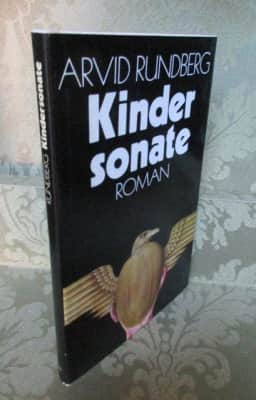 ARVID RUNDBERG
Kinder
sonate
ROMAN
RUNDBERG Kindersonate